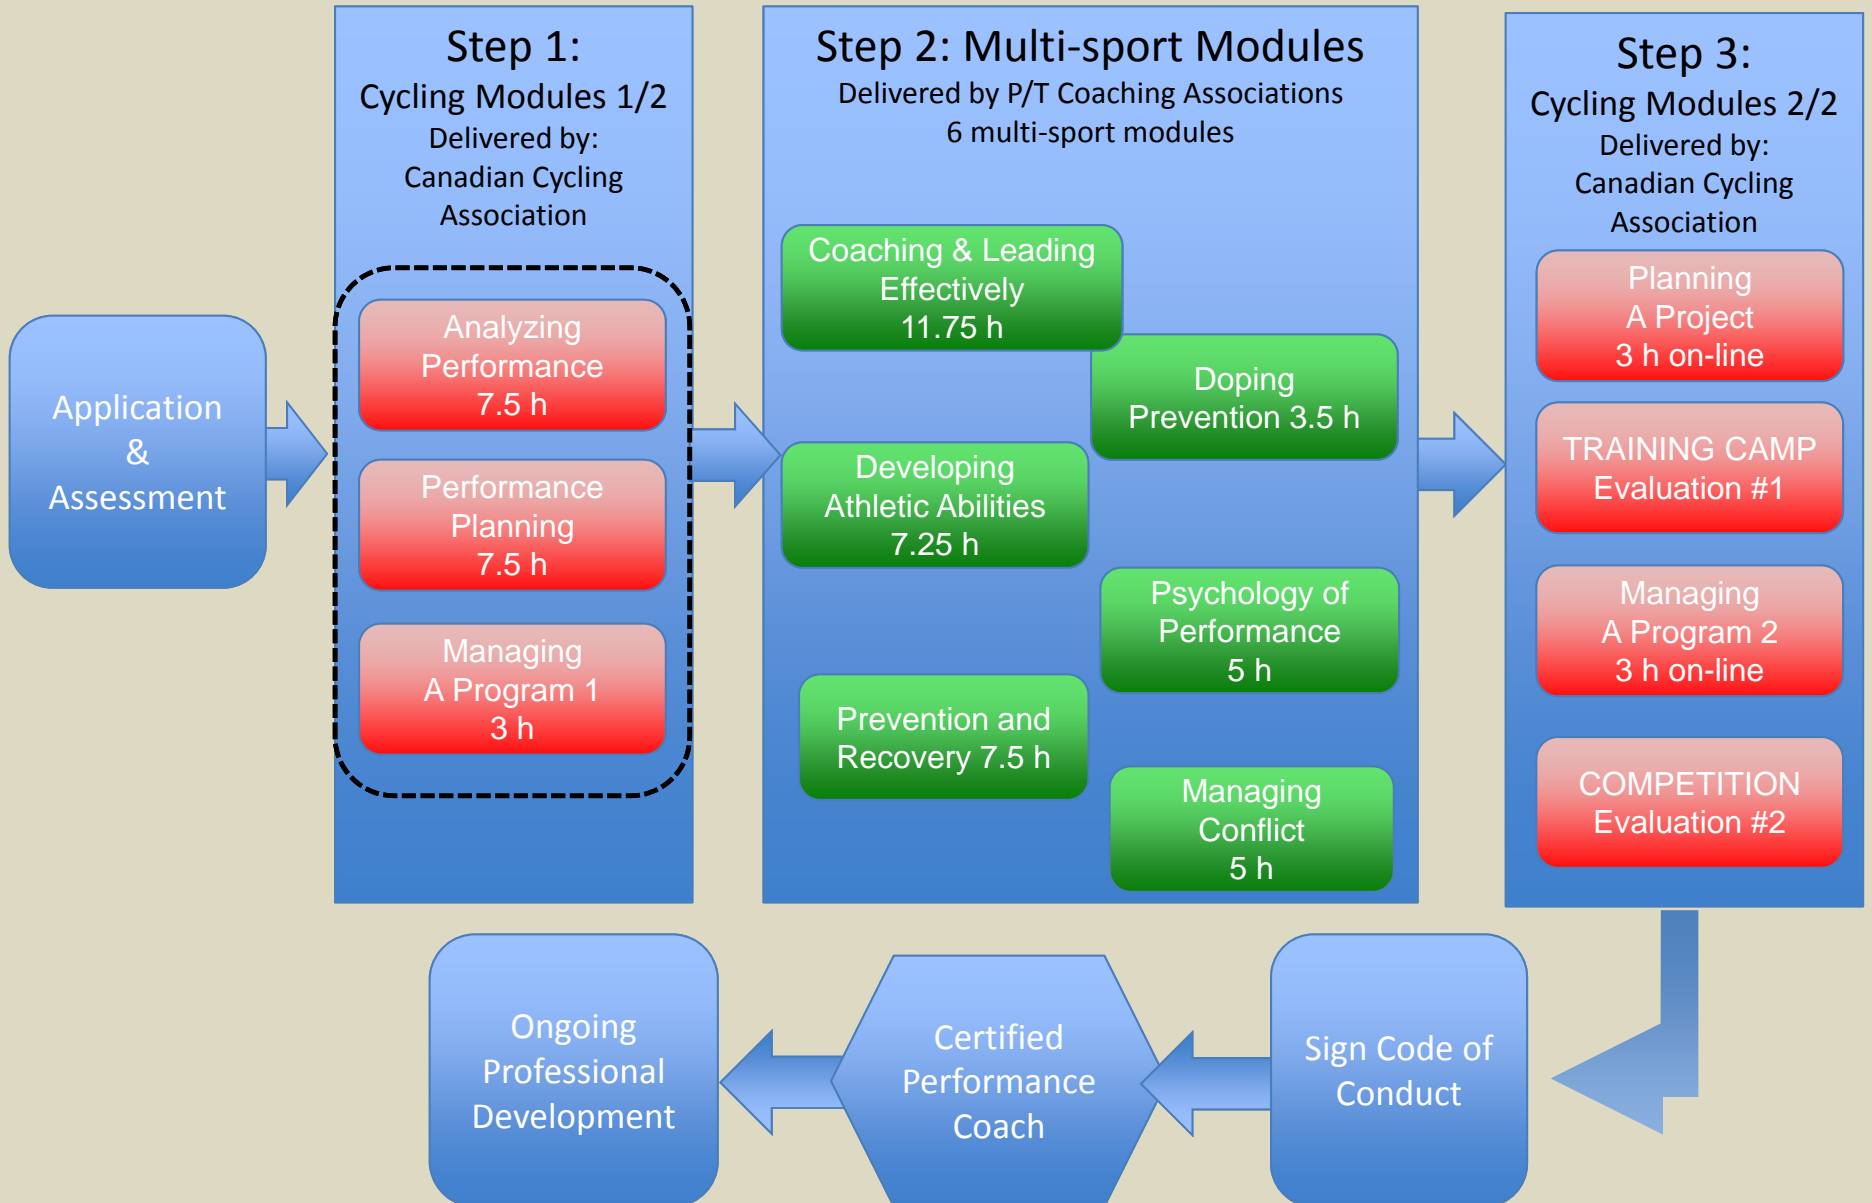 Application
&
Assessment
Step 1:
Cycling Modules 1/2
Delivered by:
Canadian Cycling
Association
Analyzing
Performance
7.5 h
Performance
Planning
7.5 h
Managing
A Program 1
3 h
Step 2: Multi-sport Modules
Delivered by P/T Coaching Associations
6 multi-sport modules
Coaching & Leading
Effectively
11.75 h
Doping
Prevention 3.5 h
Developing
Athletic Abilities
7.25 h
Psychology of
Performance
5 h
Prevention and
Recovery 7.5 h
Managing
Conflict
5 h
Step 3:
Cycling Modules 2/2
Delivered by:
Canadian Cycling
Association
Planning
A Project
3 h on-line
TRAINING CAMP
Evaluation #1
Managing
A Program 2
3 h on-line
COMPETITION
Evaluation #2
Sign Code of
Conduct
Certified
Performance
Coach
Ongoing
Professional
Development